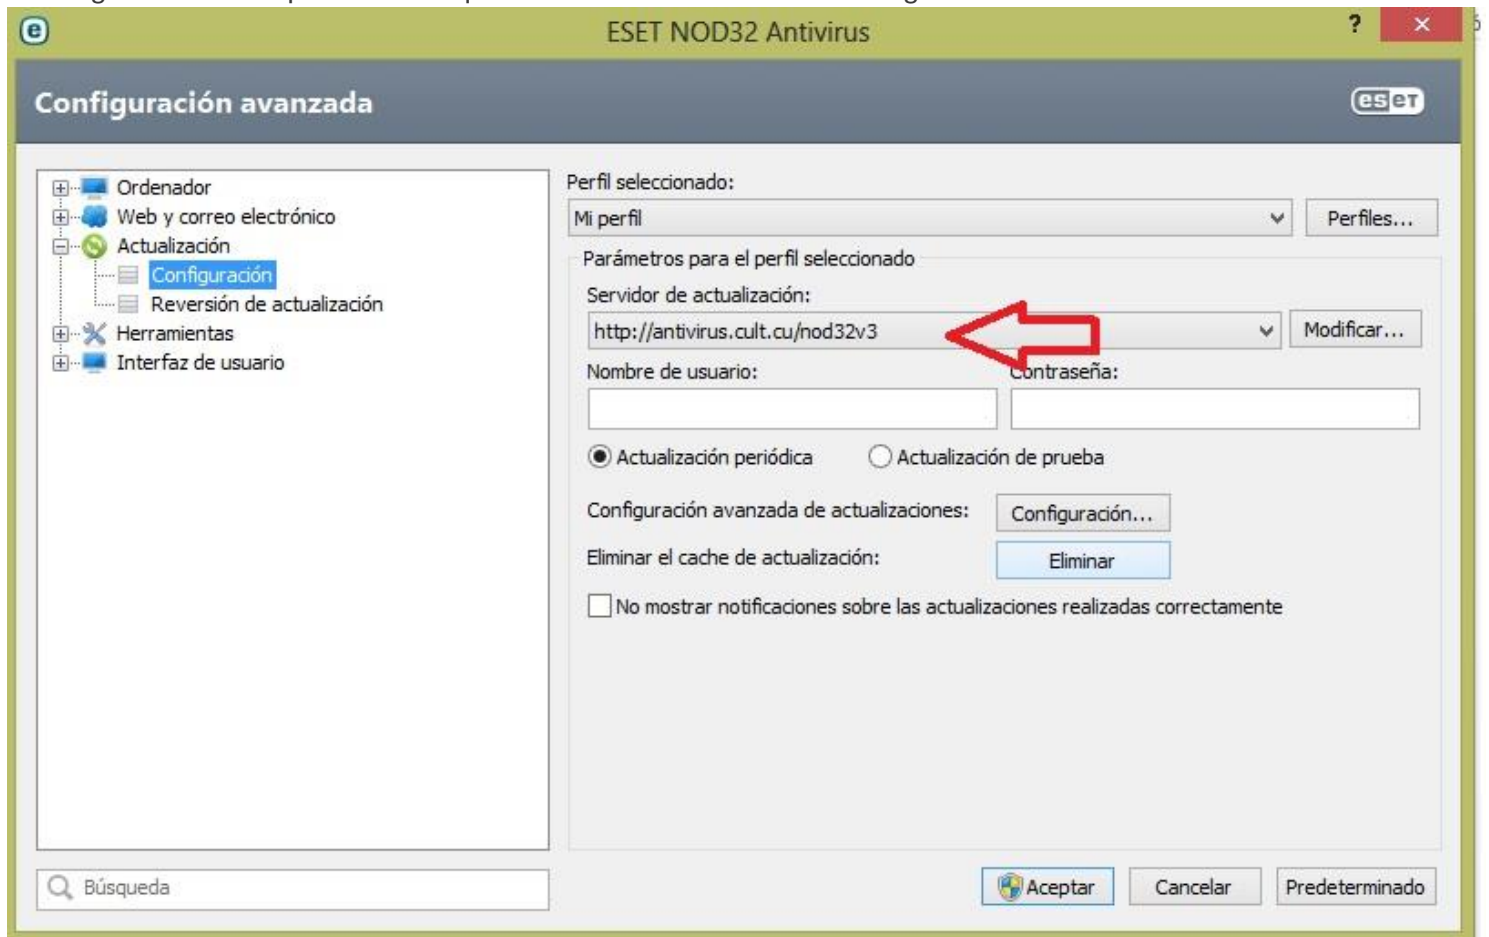 ESET NOD32 Antivirus
?
Configuración avanzada
eset
Ordenador
Web y correo electrónico
Actualización
Configuración
Reversión de actualización
Herramientas
Interfaz de usuario
Búsqueda
Perfil seleccionado:
Mi perfil
Perfiles...
Parámetros para el perfil seleccionado
Servidor de actualización:
http://antivirus.cult.cu/nod32v3
Modificar...
Nombre de usuario:
Contraseña:
Actualización periódica
Actualización de prueba
Configuración avanzada de actualizaciones:
Configuración...
Eliminar el cache de actualización:
Eliminar
No mostrar notificaciones sobre las actualizaciones realizadas correctamente
Aceptar
Cancelar
Predeterminado